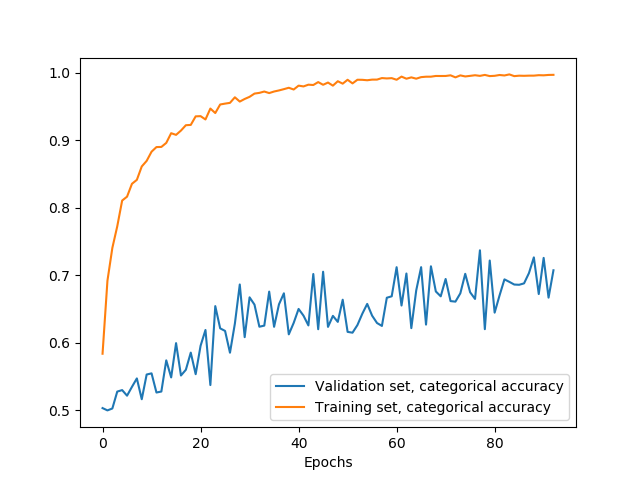 1.0
0.9
0.8
0.7
0.6
0.5
Validation set, categorical accuracy
Training set, categorical accuracy
0 20 40 60 80
Epochs